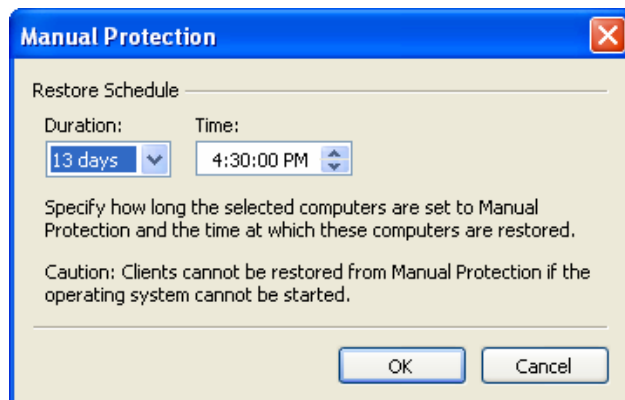 Manual Protection
Restore Schedule
Duration: Time:
13 days 4:30:00 PM
Specify how long the selected computers are set to Manual
Protection and the time at which these computers are restored.
Caution: Clients cannot be restored from Manual Protection if the
operating system cannot be started.
OK Cancel